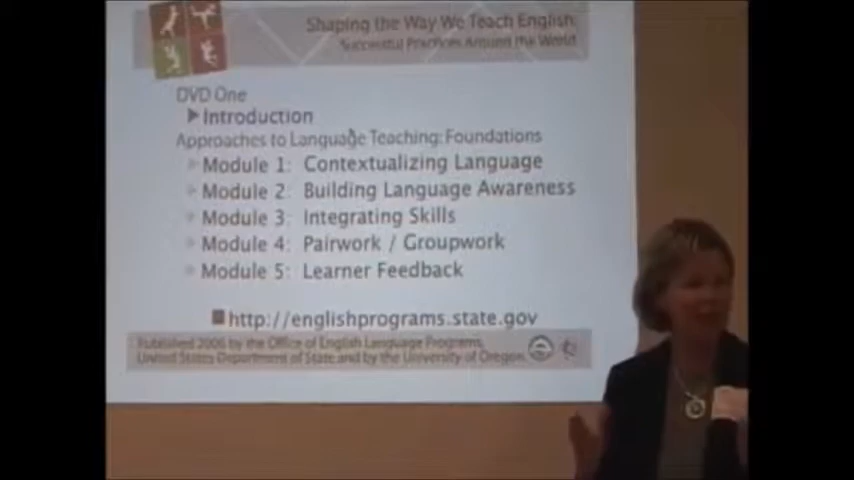 Shaping the Way We Teach English:
Successful Practices Around the World
DVD One
Introduction
Approaches to Language Teaching: Foundations
Module 1: Contextualizing Language
Module 2: Building Language Awareness
Module 3: Integrating Skills
Module 4: Pairwork / Groupwork
Module 5: Learner Feedback
http://englishprograms.state.gov
Published 2006 by the Office of English Language Programs,
United States Department of State and by the University of Oregon.